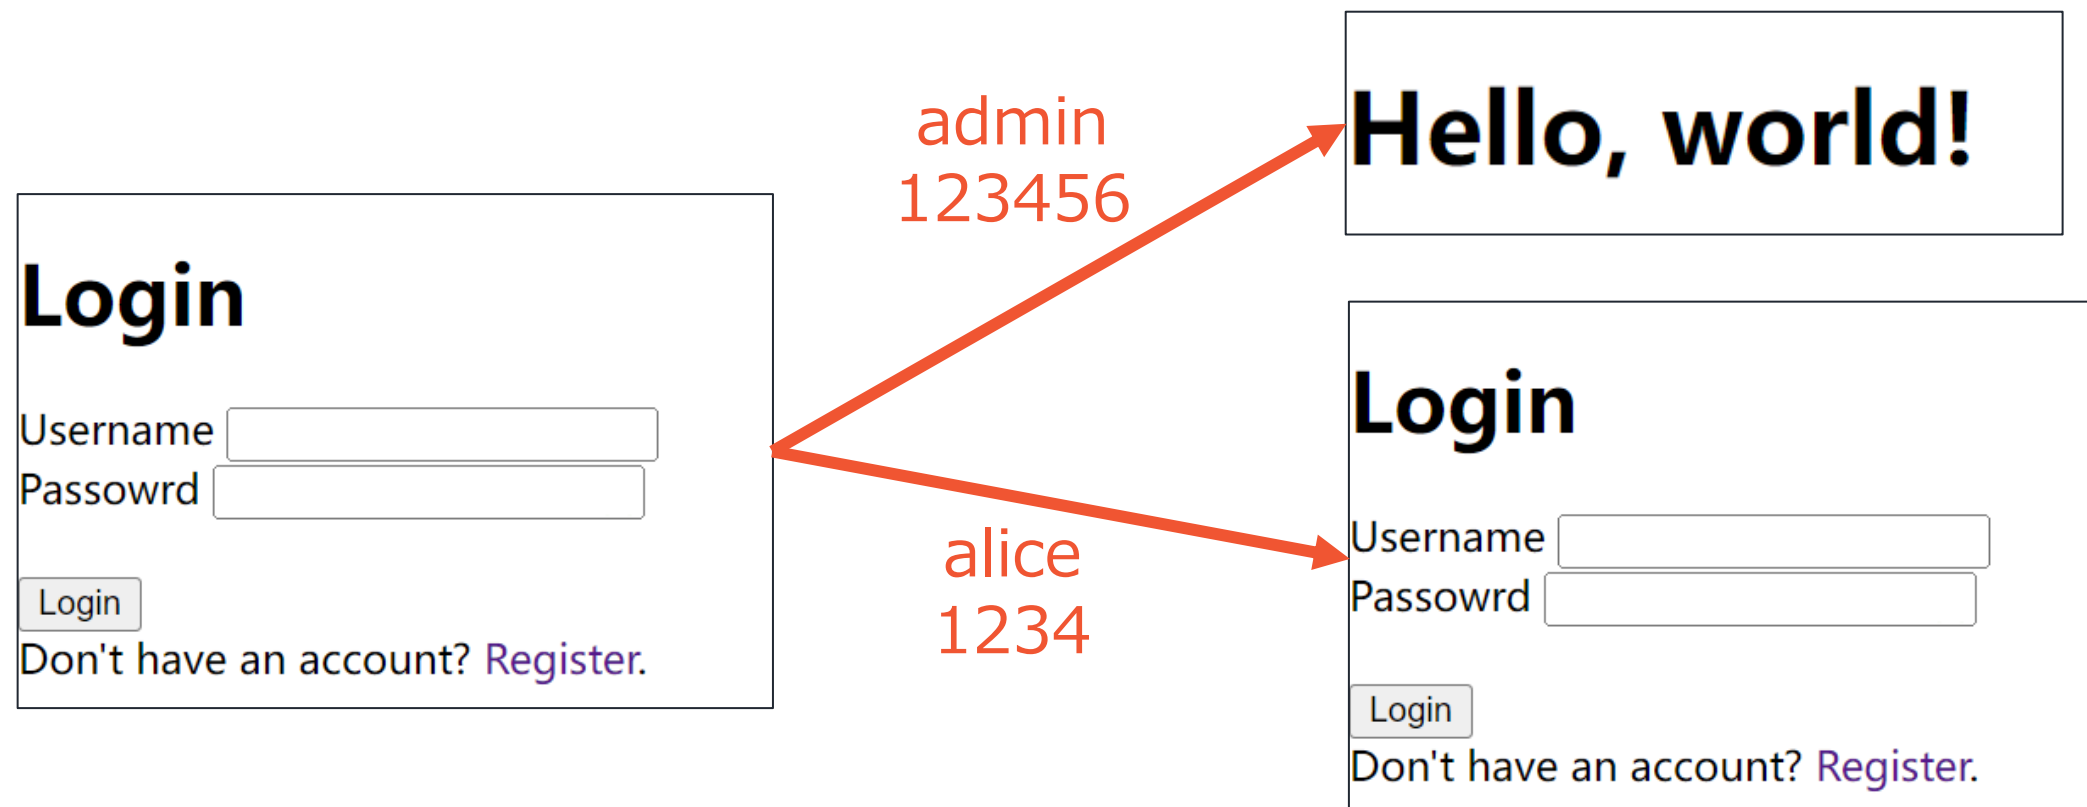 Login
Username
Passowrd
Login
Don't have an account? Register.
admin
123456
alice
1234
Hello, world!
Login
Username
Passowrd
Login
Don't have an account? Register.